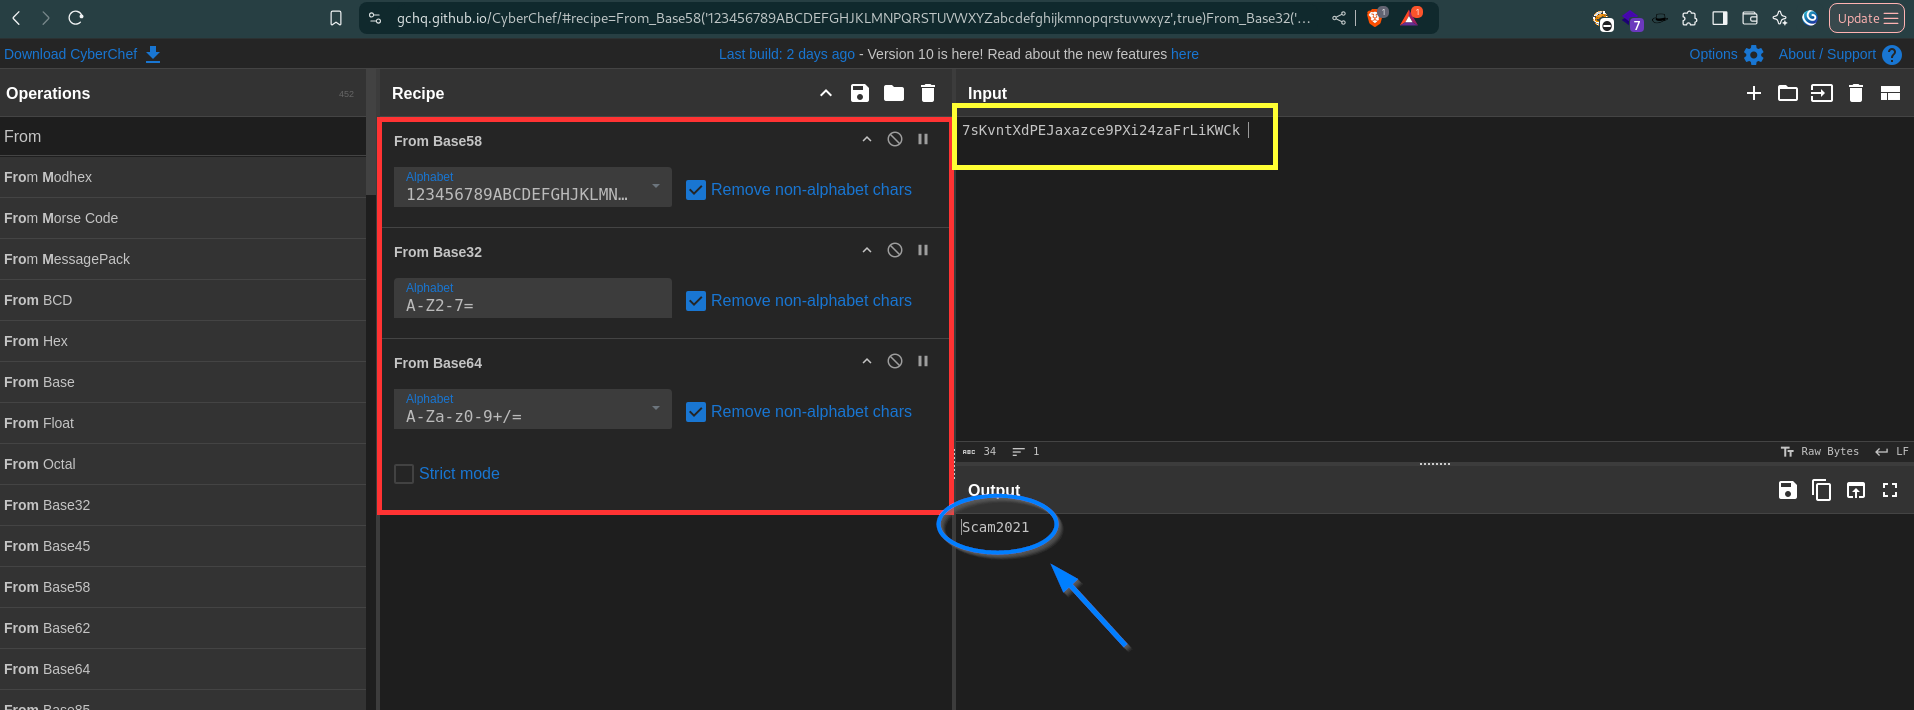 gchq.github.io/CyberChef/#recipe=From_Base58('123456789ABCDEFGHJKLMNPQRSTUVWXYZabcdefghijkmnopqrstuvwxyz',true)From_Base32('...
1
1
7
Update
Download CyberChef
Last build: 2 days ago - Version 10 is here! Read about the new features here
Options
About / Support
Operations
452
From
From Modhex
From Morse Code
From MessagePack
From BCD
From Hex
From Base
From Float
From Octal
From Base32
From Base45
From Base58
From Base62
From Base64
From Base85
Recipe
From Base58
Alphabet
123456789ABCDEFGHJKLMN…
Remove non-alphabet chars
From Base32
Alphabet
A-Z2-7=
Remove non-alphabet chars
From Base64
Alphabet
A-Za-z0-9+/=
Remove non-alphabet chars
Strict mode
Input
7sKvntXdPEJaxazce9PXi24zaFrLiKWCk
ABC 34 1
Tт Raw Bytes LF
Output
Scam2021